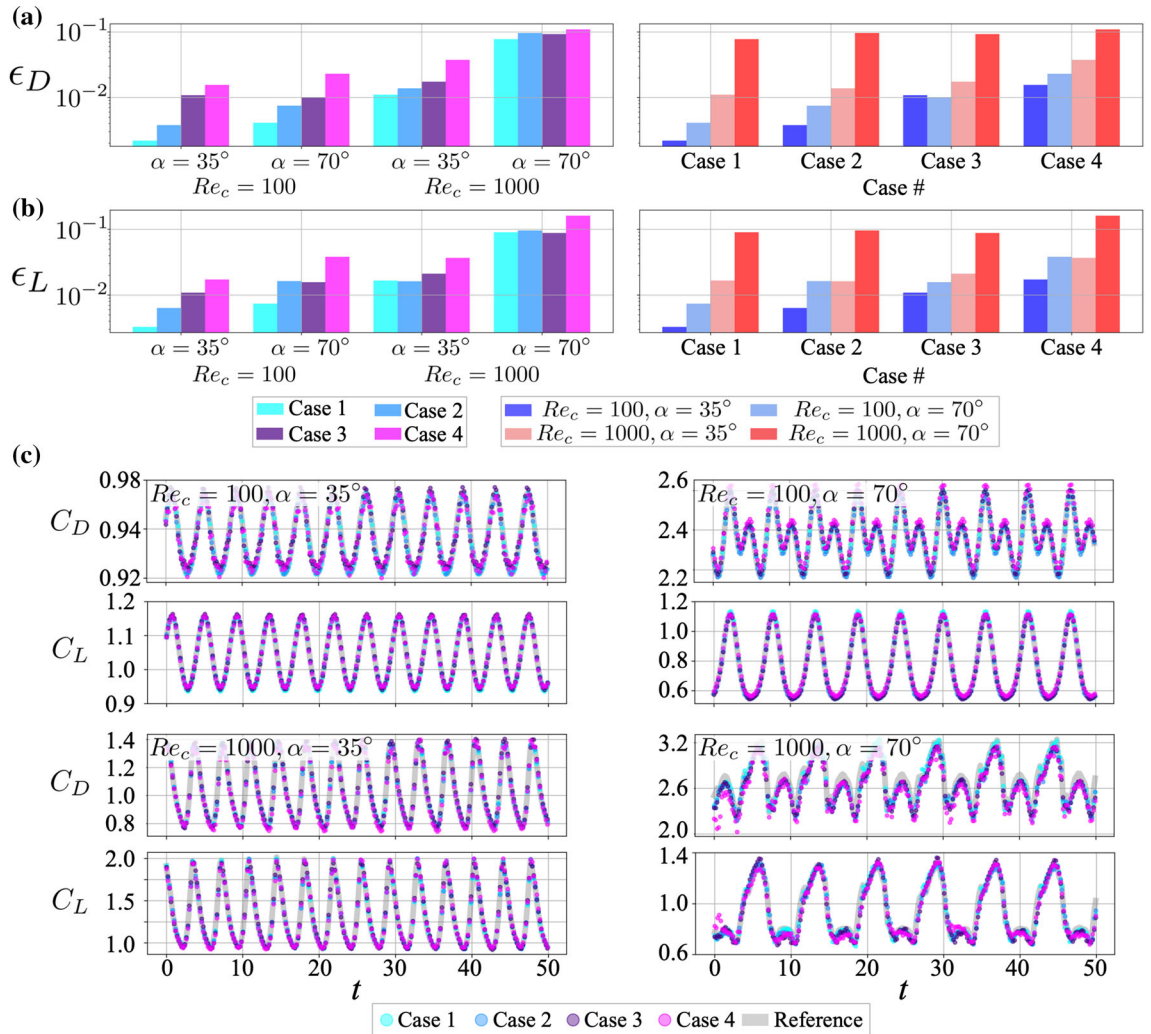 (a)
ϵ_D
10^{-1}
10^{-2}
α = 35° α = 70° α = 35° α = 70°
Re_c = 100 Re_c = 1000
Case 1 Case 2 Case 3 Case 4
Case #
(b)
ϵ_L
10^{-1}
10^{-2}
α = 35° α = 70° α = 35° α = 70°
Re_c = 100 Re_c = 1000
Case 1 Case 2 Case 3 Case 4
Case #
Case 1 Case 2
Case 3 Case 4
Re_c = 100, α = 35° Re_c = 100, α = 70°
Re_c = 1000, α = 35° Re_c = 1000, α = 70°
(c)
Re_c = 100, α = 35°
C_D
0.98
0.94
0.92
C_L
1.2
1.1
1.0
0.9
Re_c = 100, α = 70°
2.6
2.4
2.2
1.0
0.6
Re_c = 1000, α = 35°
C_D
1.4
1.2
1.0
0.8
C_L
2.0
1.5
1.0
0 10 20 30 40 50
t
Re_c = 1000, α = 70°
3.2
2.6
2.0
1.4
1.0
0.6
0 10 20 30 40 50
t
Case 1 Case 2 Case 3 Case 4 Reference